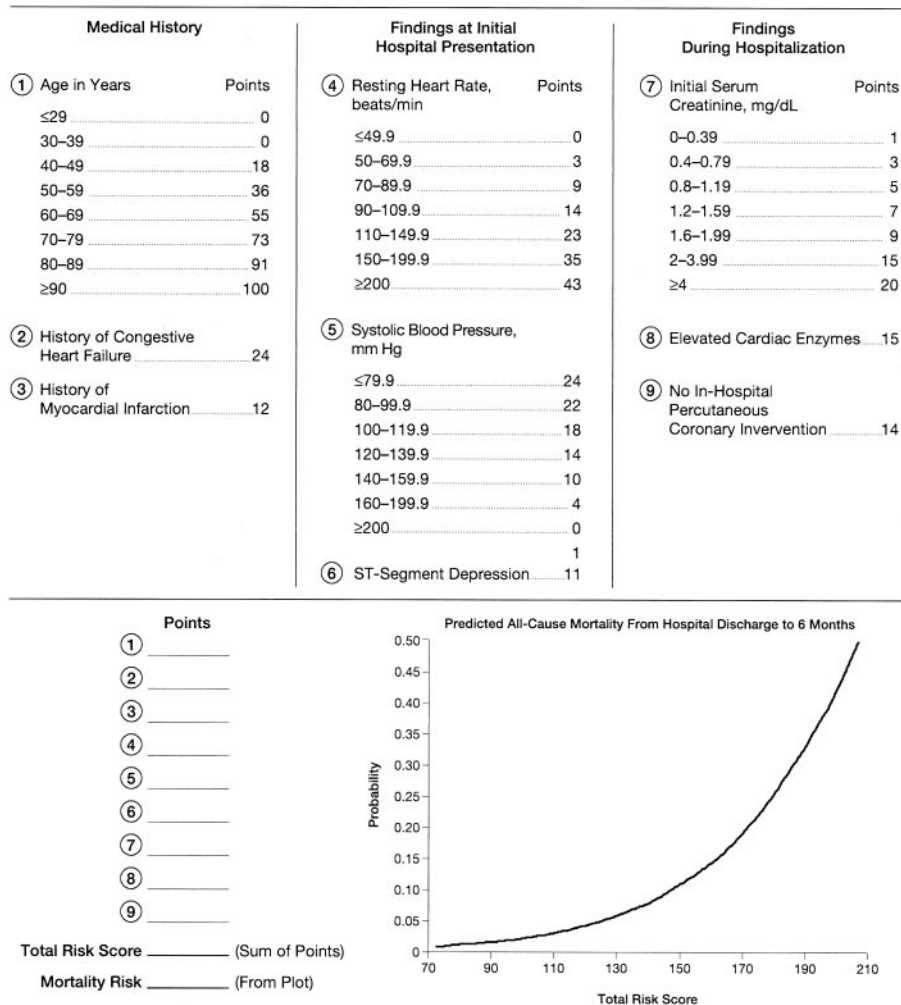 Medical History
① Age in Years Points
≤29 0
30–39 0
40–49 18
50–59 36
60–69 55
70–79 73
80–89 91
≥90 100
② History of Congestive
Heart Failure 24
③ History of
Myocardial Infarction 12
Findings at Initial
Hospital Presentation
④ Resting Heart Rate, Points
beats/min
≤49.9 0
50–69.9 3
70–89.9 9
90–109.9 14
110–149.9 23
150–199.9 35
≥200 43
⑤ Systolic Blood Pressure,
mm Hg
≤79.9 24
80–99.9 22
100–119.9 18
120–139.9 14
140–159.9 10
160–199.9 4
≥200 0
1
⑥ ST-Segment Depression 11
Findings
During Hospitalization
⑦ Initial Serum Points
Creatinine, mg/dL
0–0.39 1
0.4–0.79 3
0.8–1.19 5
1.2–1.59 7
1.6–1.99 9
2–3.99 15
≥4 20
⑧ Elevated Cardiac Enzymes 15
⑨ No In-Hospital
Percutaneous
Coronary Invervention 14
Points
①
②
③
④
⑤
⑥
⑦
⑧
⑨
Total Risk Score (Sum of Points)
Mortality Risk (From Plot)
Predicted All-Cause Mortality From Hospital Discharge to 6 Months
Probability
0.50
0.45
0.40
0.35
0.30
0.25
0.20
0.15
0.10
0.05
0
70 90 110 130 150 170 190 210
Total Risk Score